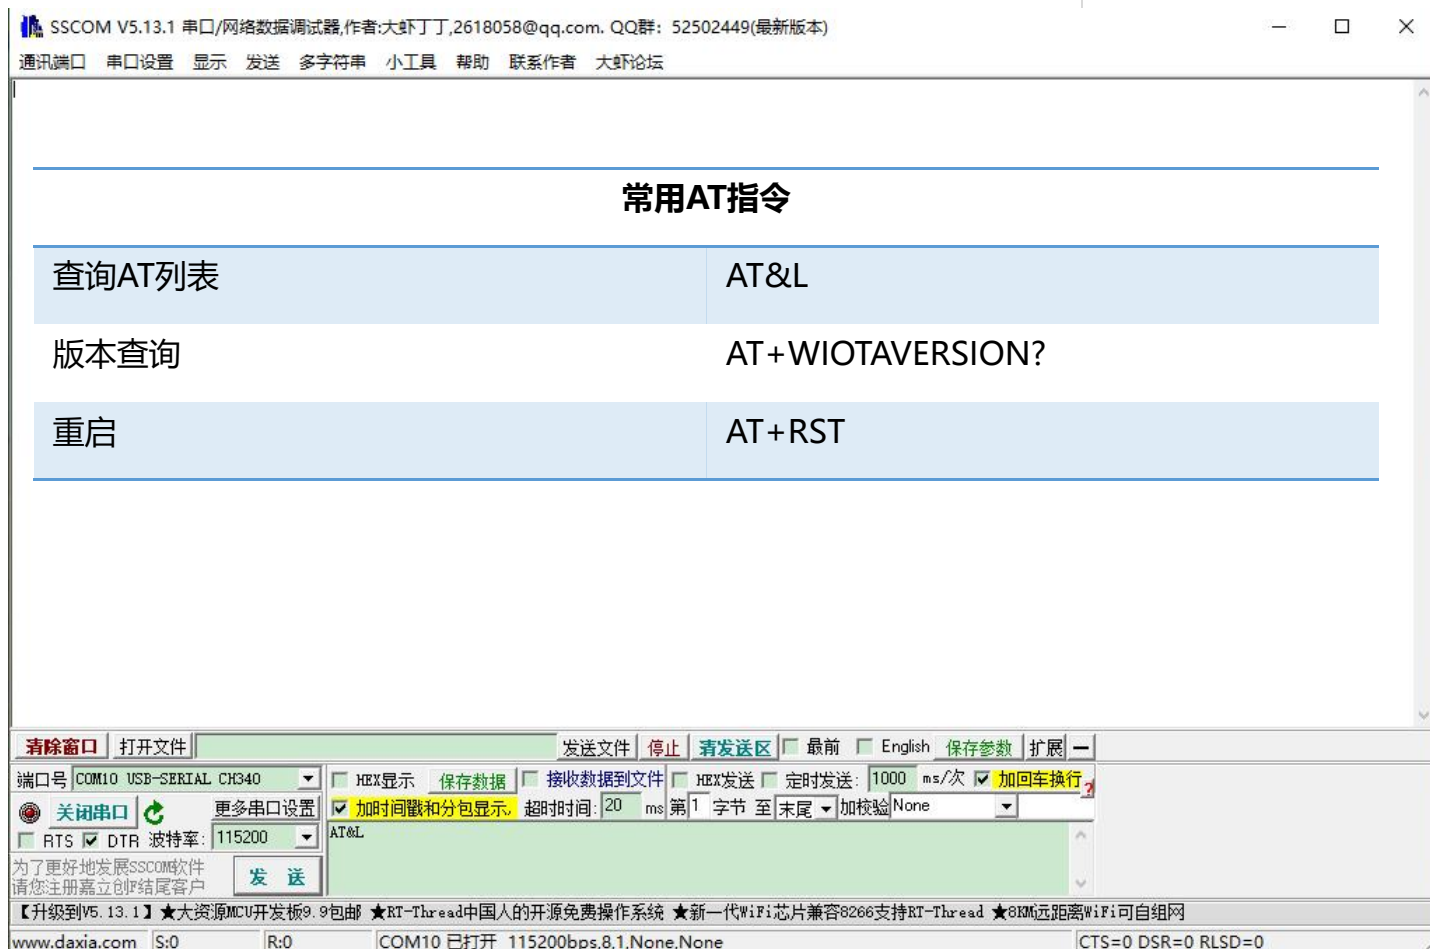 SSCOM V5.13.1 串口/网络数据调试器,作者:大虾丁丁,2618058@qq.com. QQ群: 52502449(最新版本)
通讯端口 串口设置 显示 发送 多字符串 小工具 帮助 联系作者 大虾论坛
常用AT指令
查询AT列表 AT&L
版本查询 AT+WIOTAVERSION?
重启 AT+RST
清除窗口 打开文件 发送文件 停止 清发送区 最前 English 保存参数 扩展 —
端口号 COM10 USB-SERIAL CH340 HEX显示 保存数据 接收数据到文件 HEX发送 定时发送: 1000 ms/次 加回车换行 ?
关闭串口 更多串口设置 加时间戳和分包显示, 超时时间: 20 ms 第 1 字节 至 末尾 加校验 None
RTS DTR 波特率: 115200 AT&L
为了更好地发展SSCOM软件
请您注册嘉立创F结尾客户
发 送
【升级到V5.13.1】★大资源MCU开发板9.9包邮 ★RT-Thread中国人的开源免费操作系统 ★新一代WiFi芯片兼容8266支持RT-Thread ★8KM远距离WiFi可自组网
www.daxia.com S:0 R:0 COM10 已打开 115200bps,8,1,None,None CTS=0 DSR=0 RLSD=0